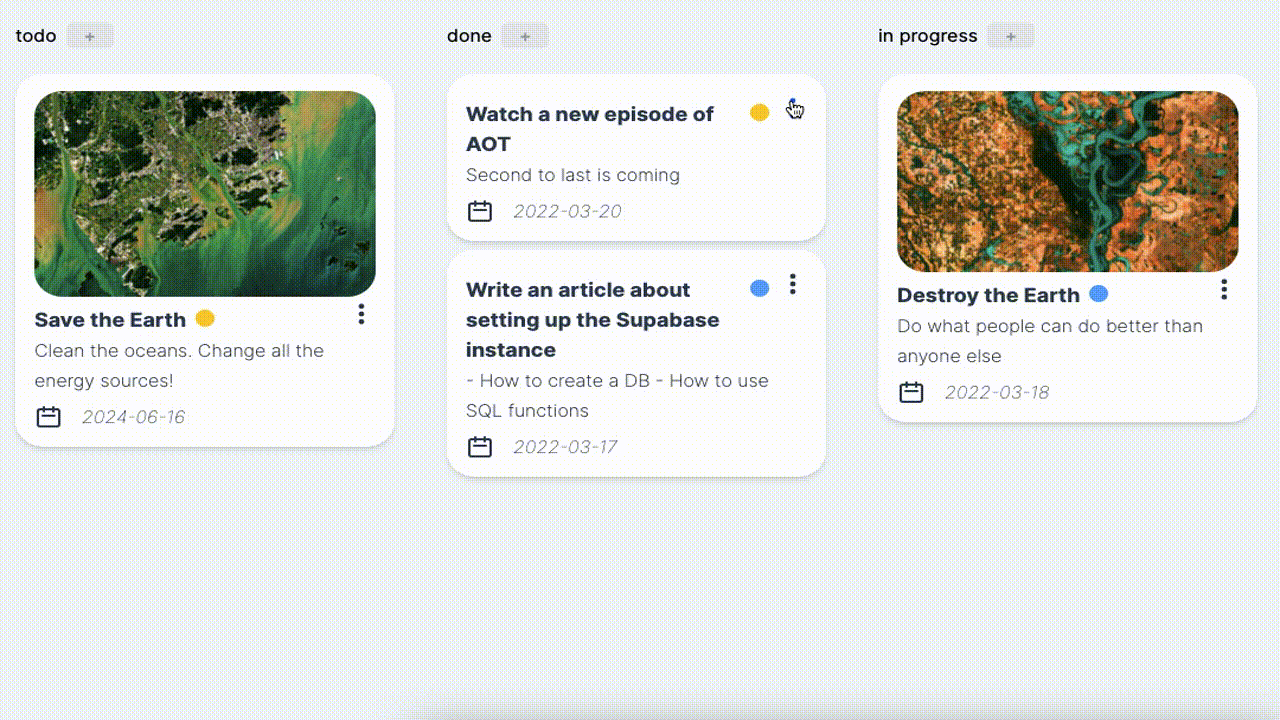 todo +
Save the Earth
Clean the oceans. Change all the
energy sources!
2024-06-16
done +
Watch a new episode of
AOT
Second to last is coming
2022-03-20
Write an article about
setting up the Supabase
instance
- How to create a DB - How to use
SQL functions
2022-03-17
in progress +
Destroy the Earth
Do what people can do better than
anyone else
2022-03-18